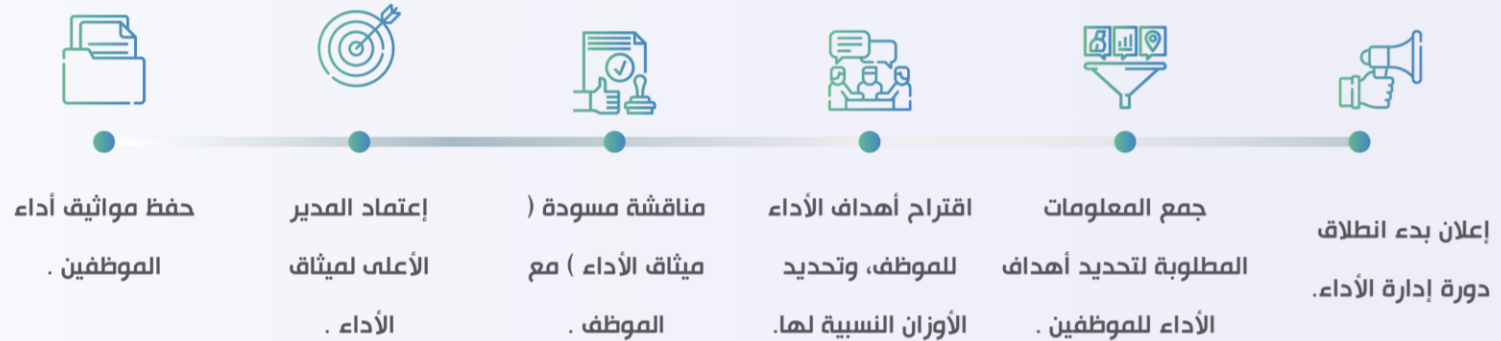 إعلان بدء انطلاق
دورة إدارة الأداء.
جمع المعلومات
المطلوبة لتحديد أهداف
الأداء للموظفين .
اقتراح أهداف الأداء
للموظف، وتحديد
الأوزان النسبية لها.
مناقشة مسودة (
ميثاق الأداء ) مع
الموظف .
إعتماد المدير
الأعلى لميثاق
الأداء .
حفظ مواثيق أداء
الموظفين .